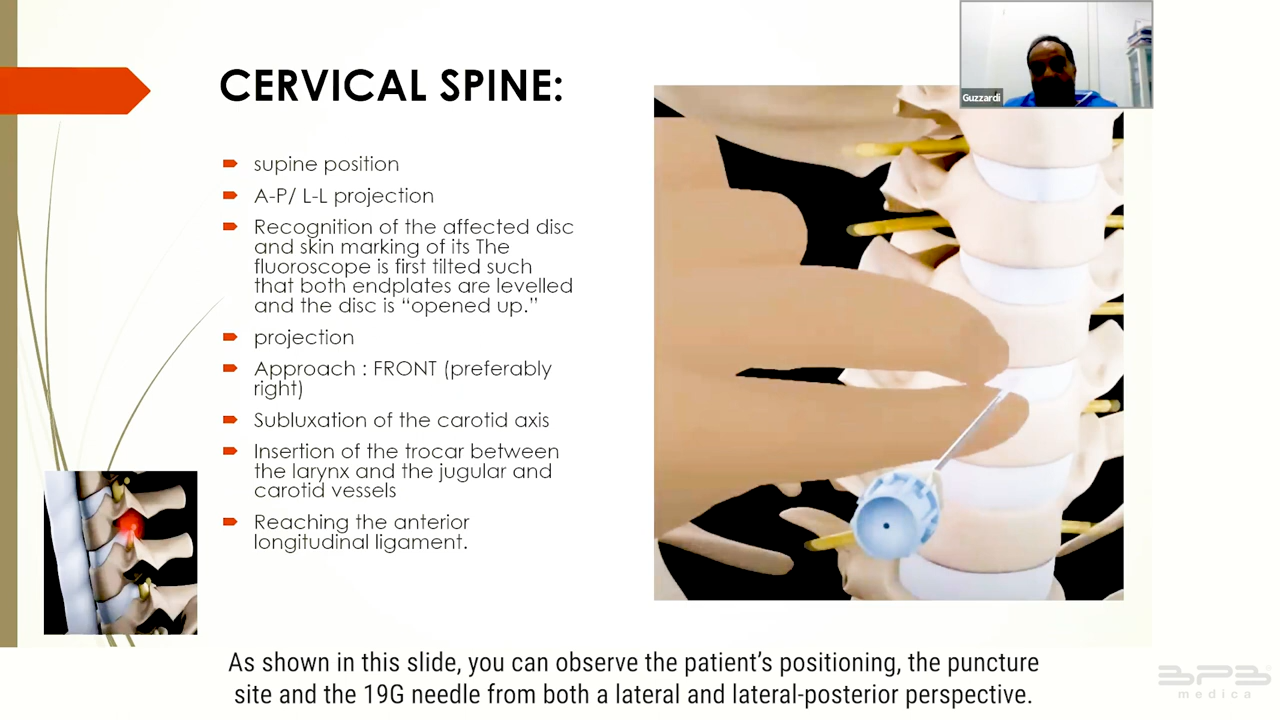 CERVICAL SPINE:
supine position
A-P/ L-L projection
Recognition of the affected disc
and skin marking of its The
fluoroscope is first tilted such
that both endplates are levelled
and the disc is “opened up.”
projection
Approach : FRONT (preferably
right)
Subluxation of the carotid axis
Insertion of the trocar between
the larynx and the jugular and
carotid vessels
Reaching the anterior
longitudinal ligament.
Guzzardi
As shown in this slide, you can observe the patient’s positioning, the puncture
site and the 19G needle from both a lateral and lateral-posterior perspective.
BPB
medica